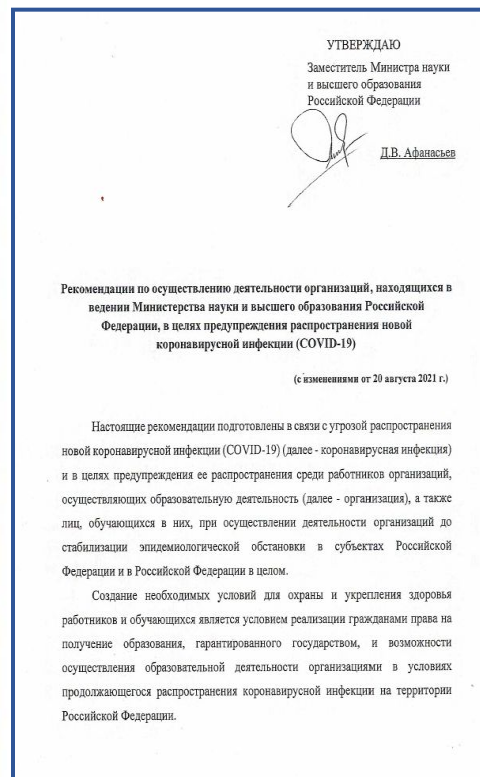 УТВЕРЖДАЮ
Заместитель Министра науки
и высшего образования
Российской Федерации
Д.В. Афанасьев
Рекомендации по осуществлению деятельности организаций, находящихся в
ведении Министерства науки и высшего образования Российской
Федерации, в целях предупреждения распространения новой
коронавирусной инфекции (COVID-19)
(с изменениями от 20 августа 2021 г.)
Настоящие рекомендации подготовлены в связи с угрозой распространения
новой коронавирусной инфекции (COVID-19) (далее - коронавирусная инфекция)
и в целях предупреждения ее распространения среди работников организаций,
осуществляющих образовательную деятельность (далее - организация), а также
лиц, обучающихся в них, при осуществлении деятельности организаций до
стабилизации эпидемиологической обстановки в субъектах Российской
Федерации и в Российской Федерации в целом.
Создание необходимых условий для охраны и укрепления здоровья
работников и обучающихся является условием реализации гражданами права на
получение образования, гарантированного государством, и возможности
осуществления образовательной деятельности организациями в условиях
продолжающегося распространения коронавирусной инфекции на территории
Российской Федерации.